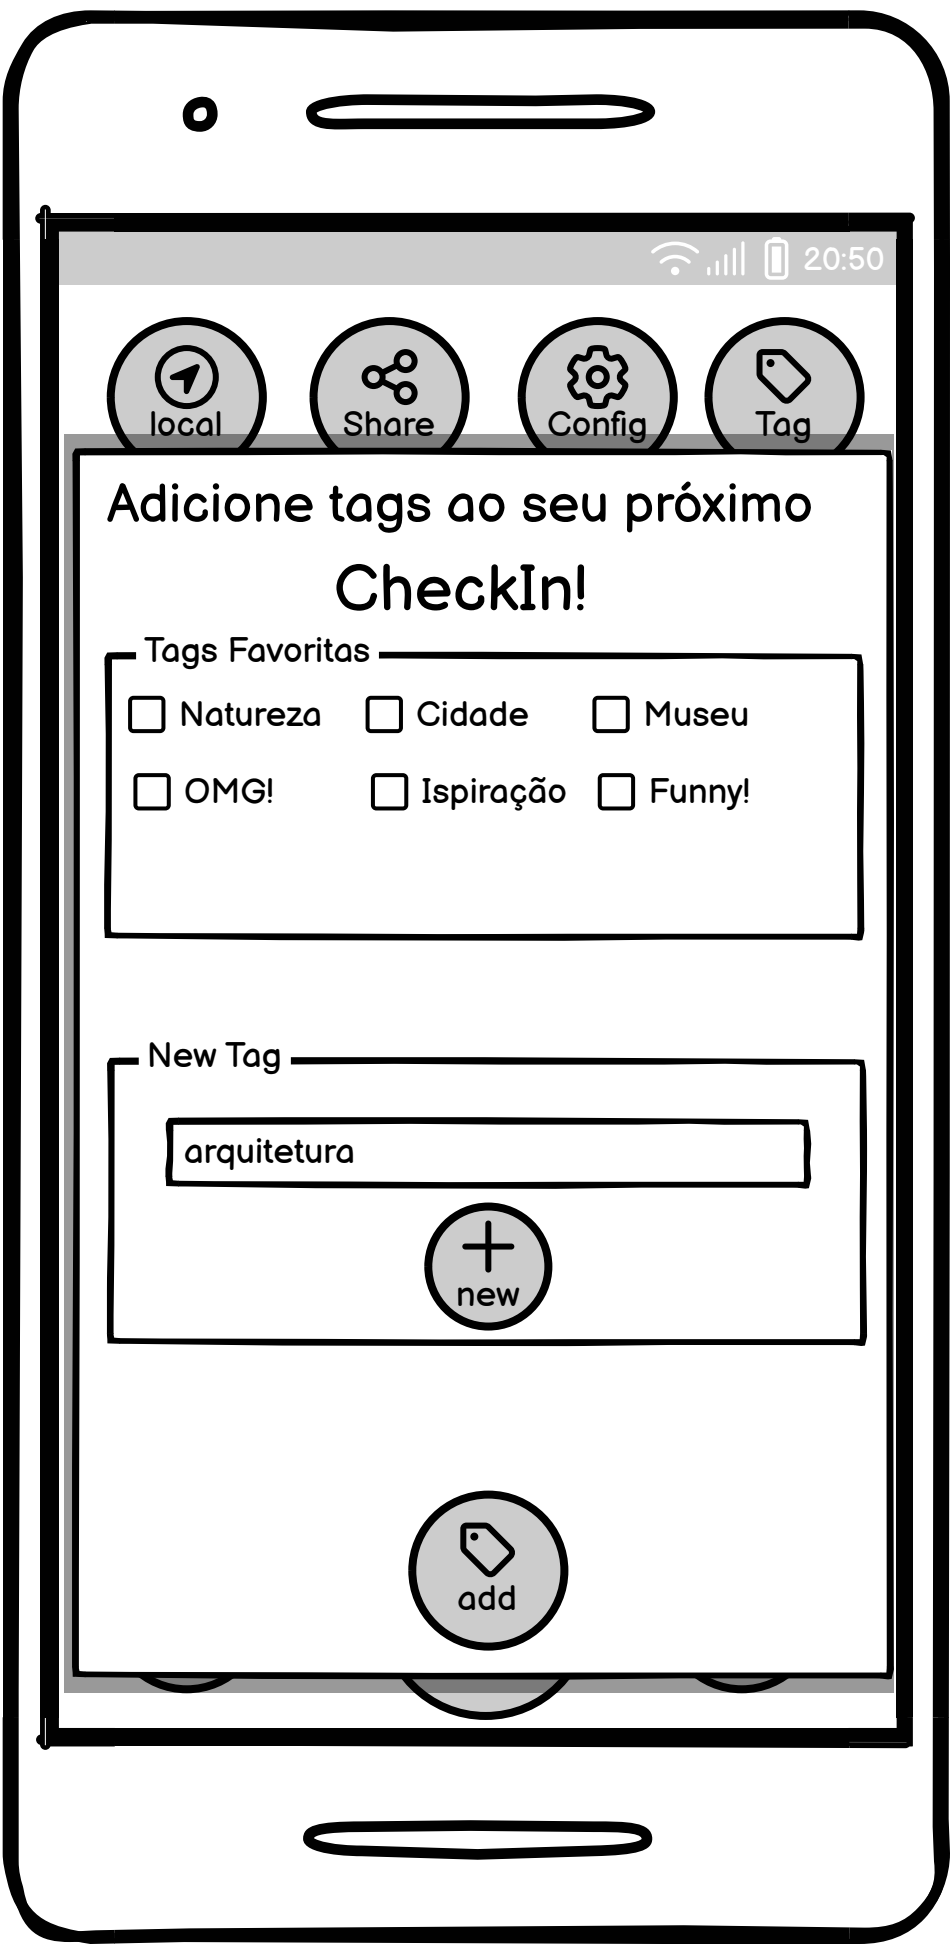 20:50
local Share Config Tag
Adicione tags ao seu próximo
CheckIn!
Tags Favoritas
Natureza Cidade Museu
OMG! Ispiração Funny!
New Tag
arquitetura
new
add